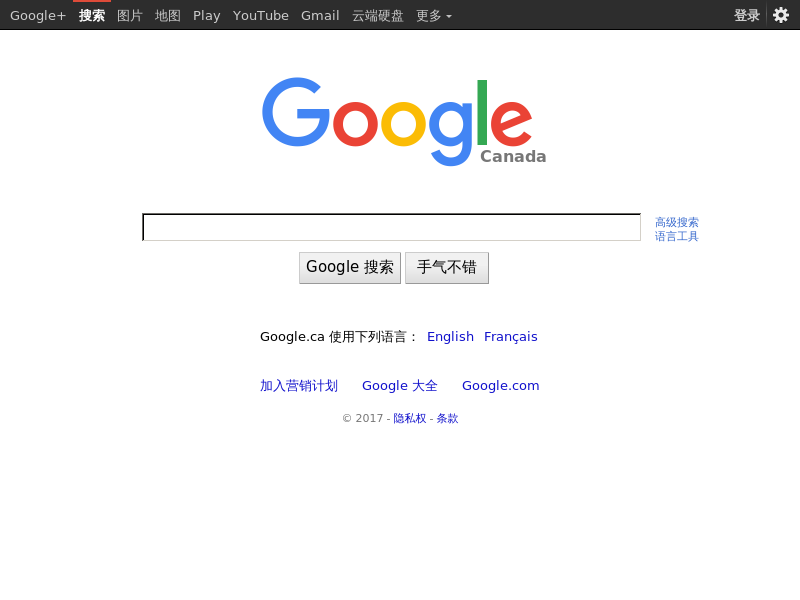 Google+ 搜索 图片 地图 Play YouTube Gmail 云端硬盘 更多 登录
Google
Canada
高级搜索
语言工具
Google 搜索 手气不错
Google.ca 使用下列语言： English Français
加入营销计划 Google 大全 Google.com
© 2017 - 隐私权 - 条款